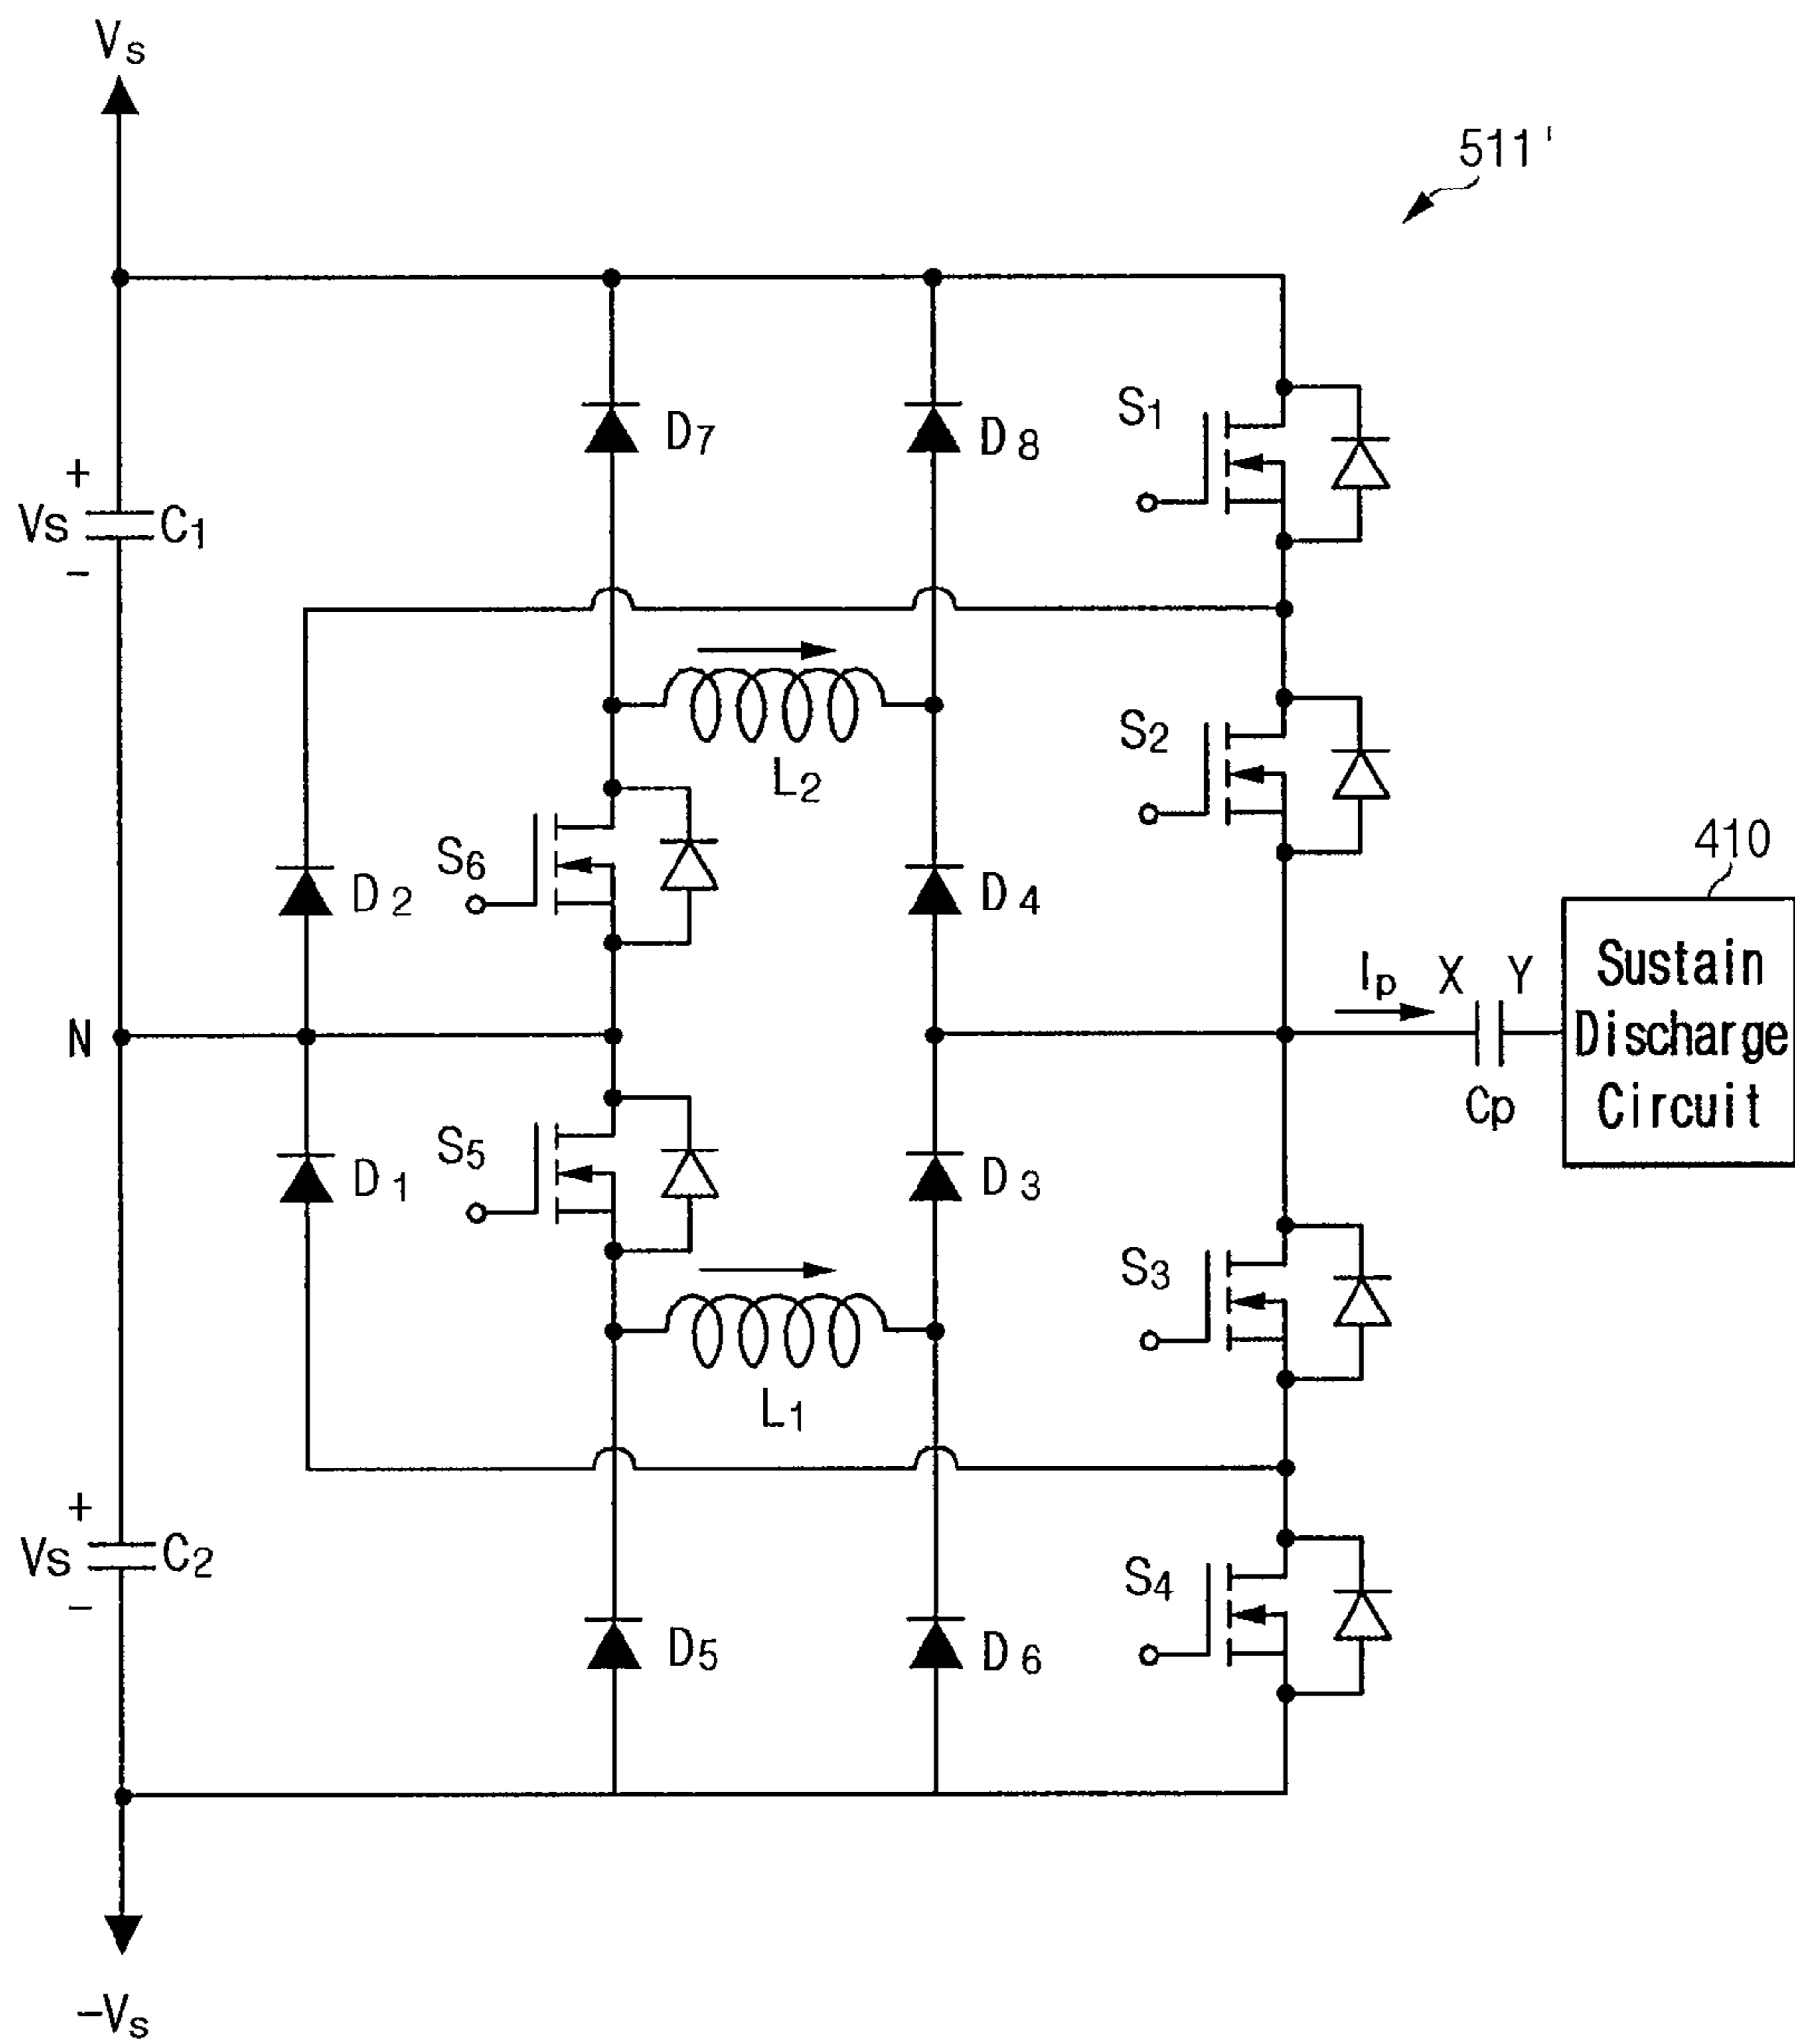 Vs
511'
S1
D7
D8
+
Vs
C1
-
S2
L2
S6
D2
D4
410
Sustain
Discharge
Circuit
Ip
X
Y
N
Cp
S5
D1
D3
S3
L1
+
Vs
C2
-
S4
D5
D6
-Vs